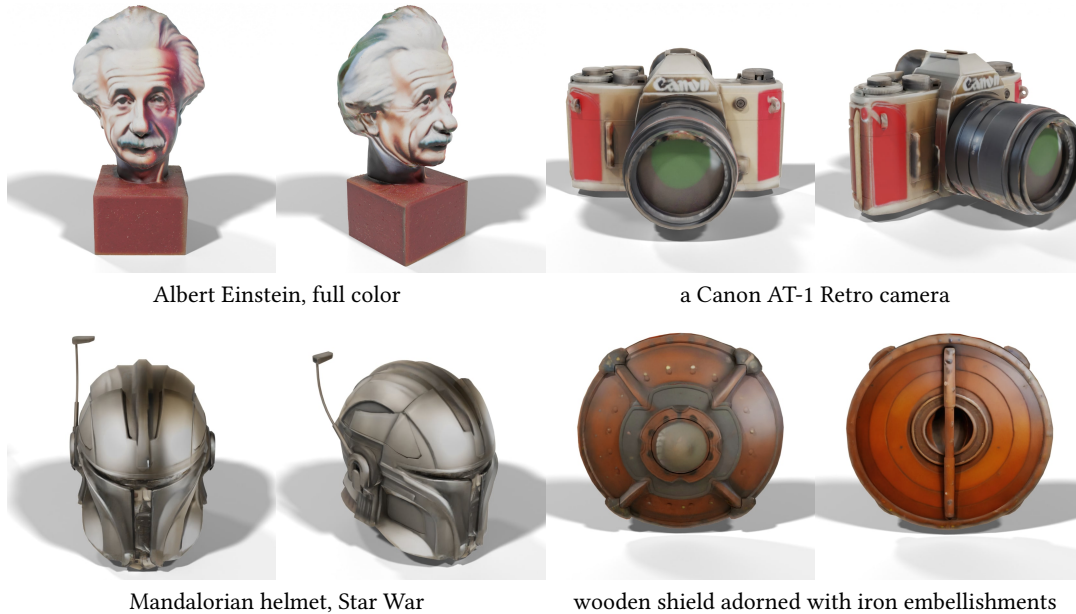 Canon
Canon
Albert Einstein, full color
a Canon AT-1 Retro camera
Mandalorian helmet, Star War
wooden shield adorned with iron embellishments